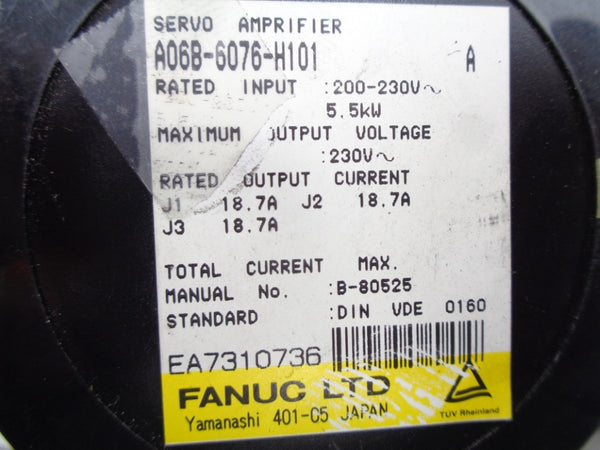 SERVO AMPRIFIER
A06B-6076-H101 A
RATED INPUT :200-230V~
5.5kW
MAXIMUM OUTPUT VOLTAGE
:230V~
RATED OUTPUT CURRENT
J1 18.7A J2 18.7A
J3 18.7A
TOTAL CURRENT MAX.
MANUAL No. :B-80525
STANDARD :DIN VDE 0160
EA7310736
FANUC LTD
Yamanashi 401-05 JAPAN
TÜV Rheinland